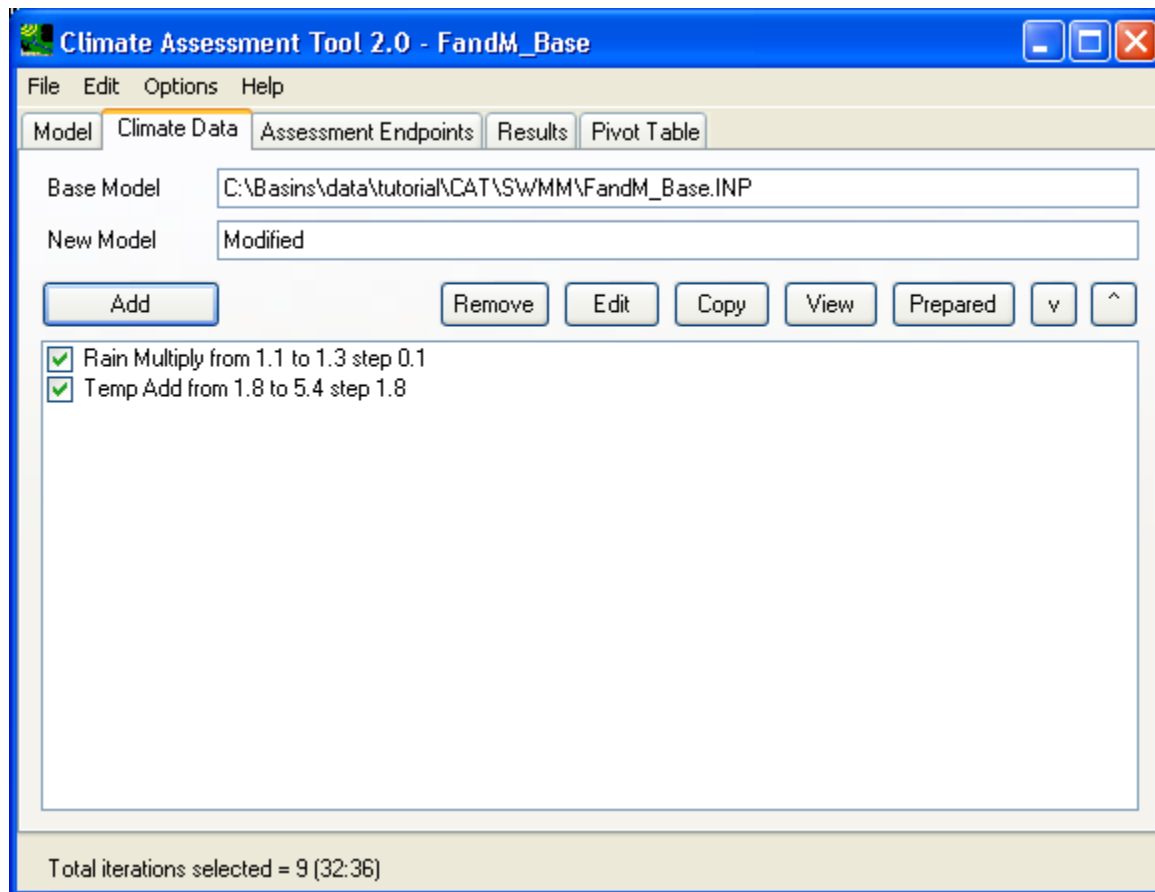 Climate Assessment Tool 2.0 - FandM_Base
File Edit Options Help
Model Climate Data Assessment Endpoints Results Pivot Table
Base Model C:\Basins\data\tutorial\CAT\SWMM\FandM_Base.INP
New Model Modified
Add Remove Edit Copy View Prepared v ^
Rain Multiply from 1.1 to 1.3 step 0.1
Temp Add from 1.8 to 5.4 step 1.8
Total iterations selected = 9 (32:36)